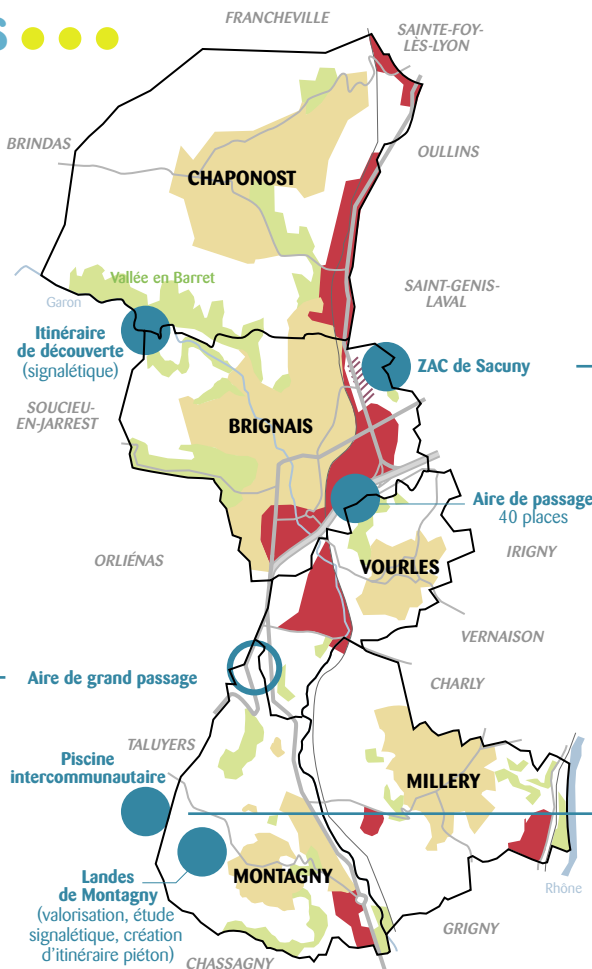 S
FRANCHEVILLE
SAINTE-FOY-
LÈS-LYON
BRINDAS
OULLINS
CHAPONOST
Vallée en Barret
Garon
SAINT-GENIS-
LAVAL
Itinéraire
de découverte
(signalétique)
ZAC de Sacuny
SOUCIEU-
EN-JARREST
BRIGNAIS
Aire de passage
40 places
ORLIÉNAS
IRIGNY
VOURLES
VERNAISON
Aire de grand passage
CHARLY
TALUYERS
Piscine
intercommunautaire
MILLERY
Landes
de Montagny
(valorisation, étude
signalétique, création
d'itinéraire piéton)
MONTAGNY
Rhône
GRIGNY
CHASSAGNY